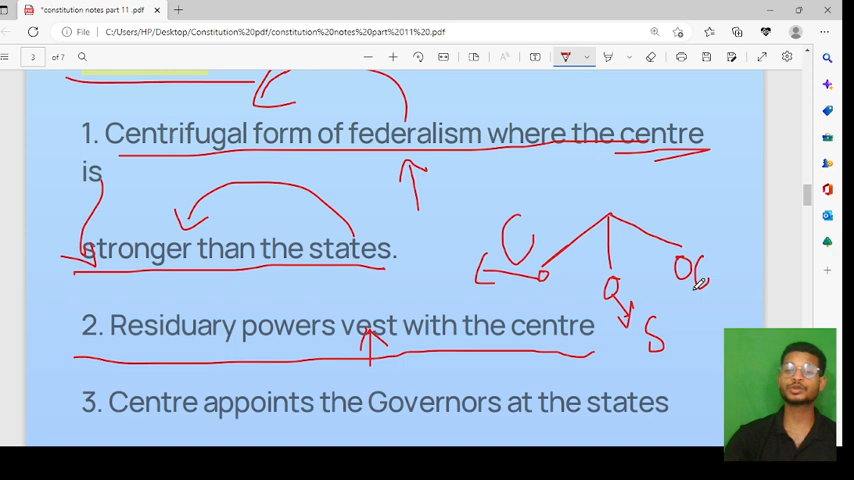 *constitution notes part 11 .pdf
File
C:/Users/HP/Desktop/Constitution%20pdf/constitution%20notes%20part%2011%20.pdf
3 of 7
1. Centrifugal form of federalism where the centre
is
stronger than the states.
2. Residuary powers vest with the centre
S
3. Centre appoints the Governors at the states